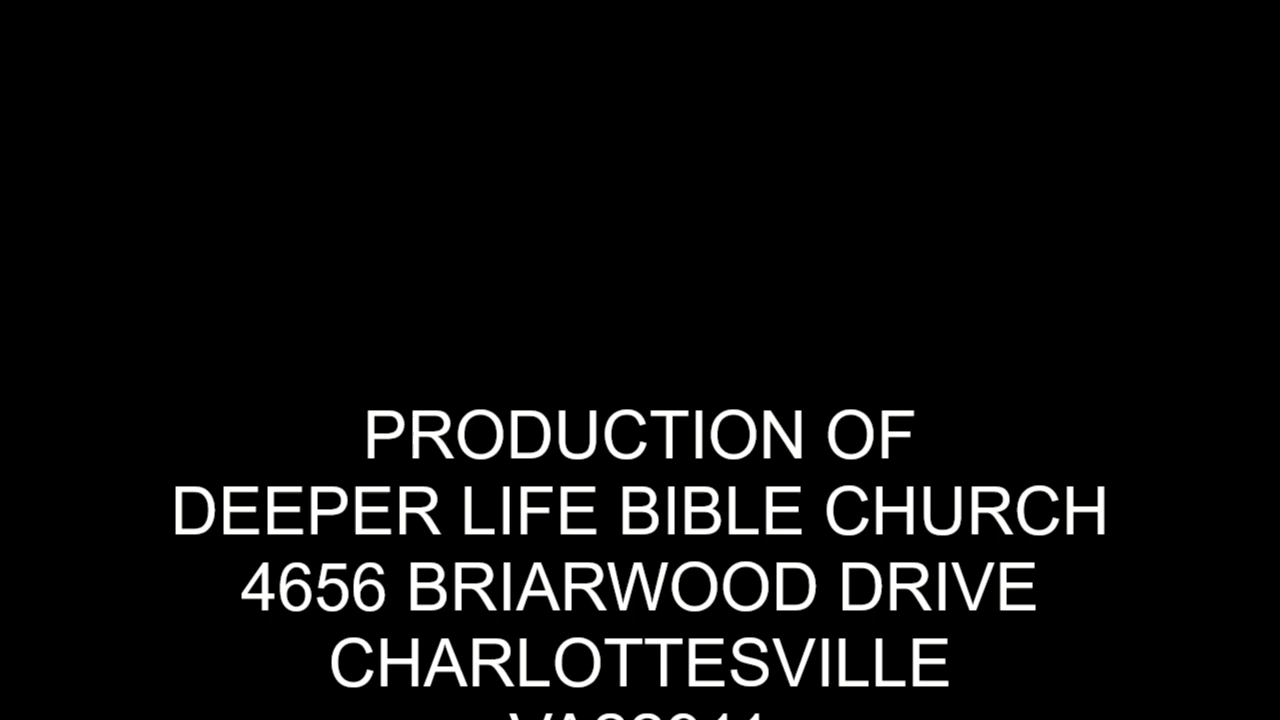 PRODUCTION OF
DEEPER LIFE BIBLE CHURCH
4656 BRIARWOOD DRIVE
CHARLOTTESVILLE